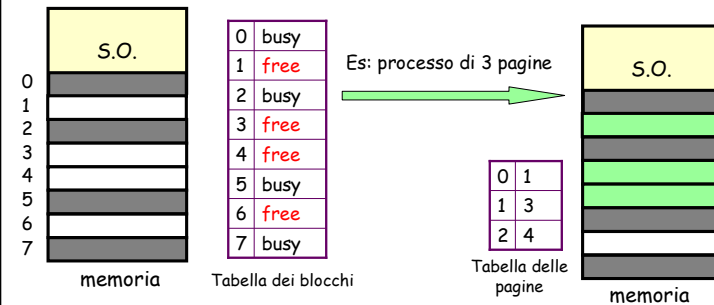 S.O.
0
1
2
3
4
5
6
7
memoria
0 busy
1 free
2 busy
3 free
4 free
5 busy
6 free
7 busy
Tabella dei blocchi
Es: processo di 3 pagine
0 1
1 3
2 4
Tabella delle
pagine
S.O.
memoria